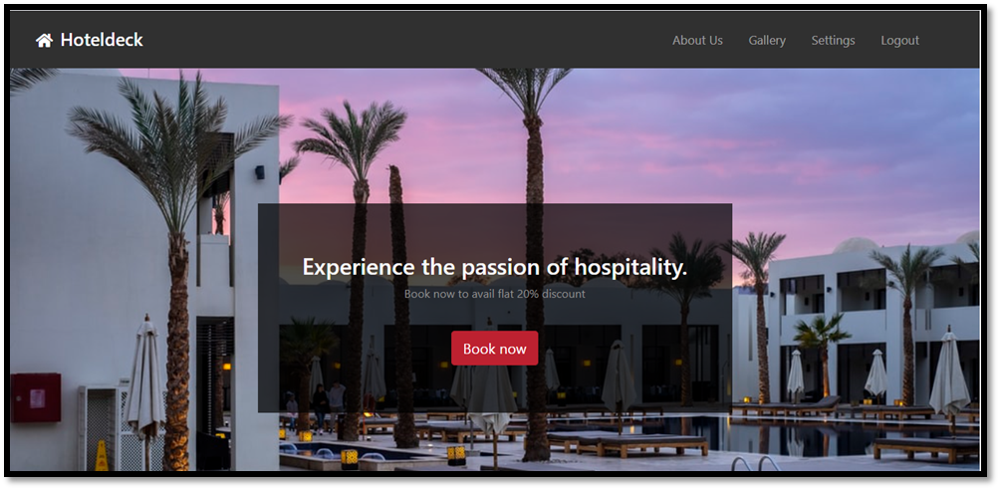 Hoteldeck
About Us Gallery Settings Logout
Experience the passion of hospitality.
Book now to avail flat 20% discount
Book now